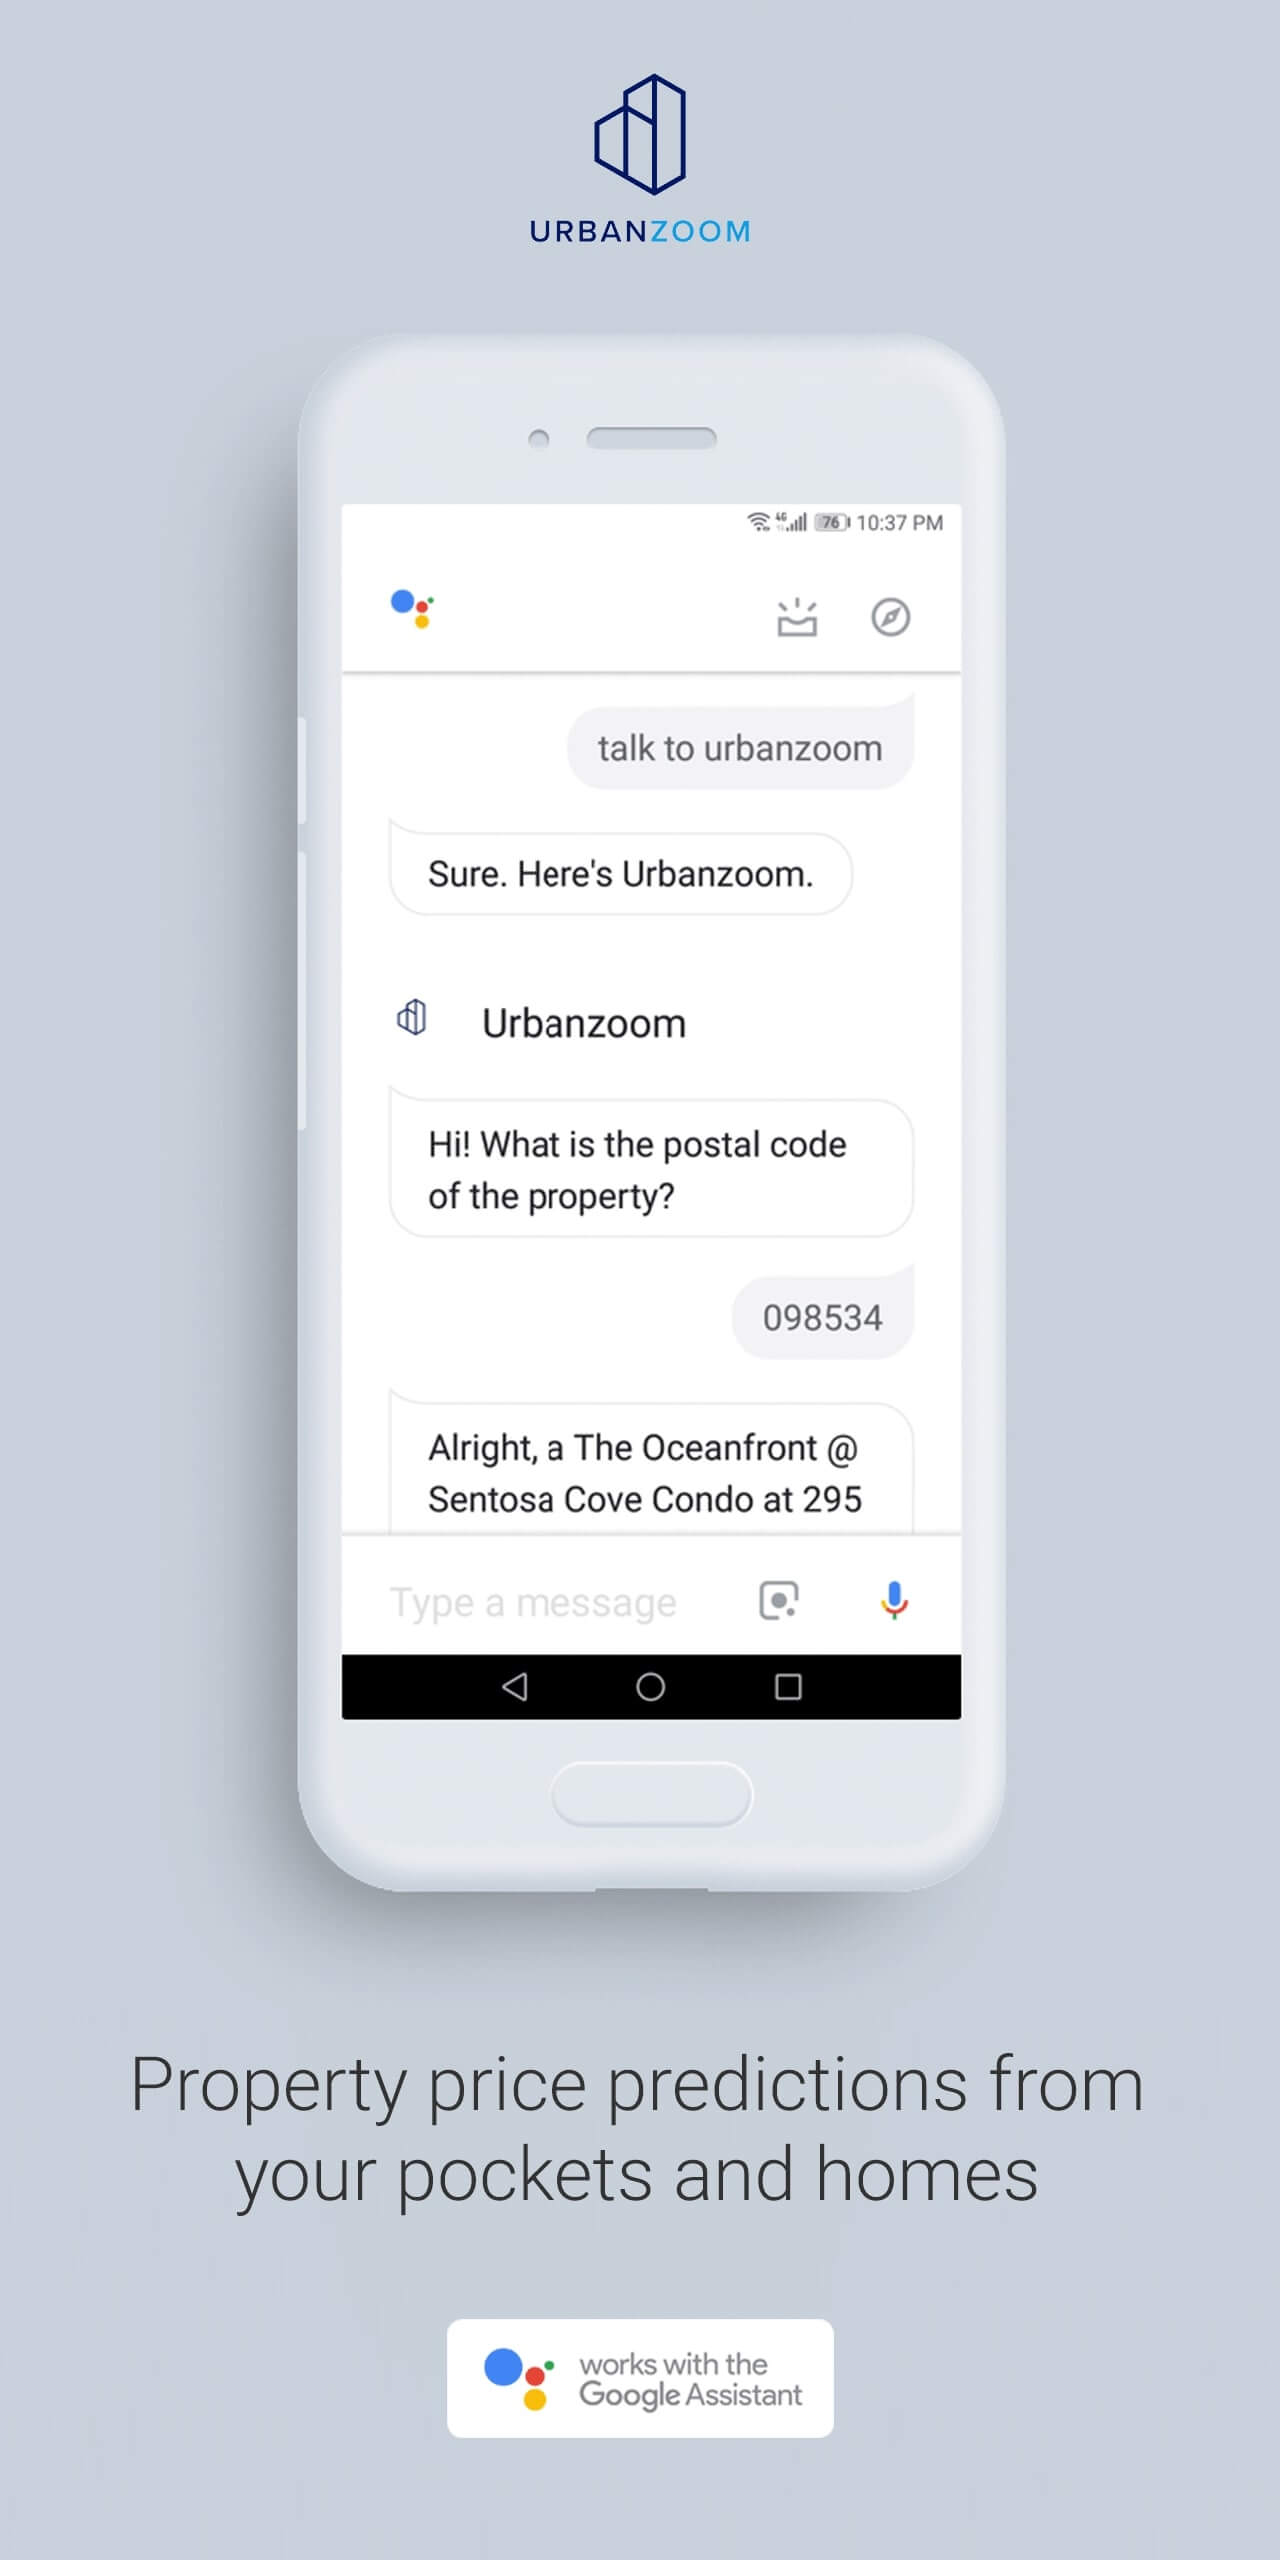 URBANZOOM
4G 76 10:37 PM
talk to urbanzoom
Sure. Here's Urbanzoom.
Urbanzoom
Hi! What is the postal code
of the property?
098534
Alright, a The Oceanfront @
Sentosa Cove Condo at 295
Type a message
Property price predictions from
your pockets and homes
works with the
Google Assistant